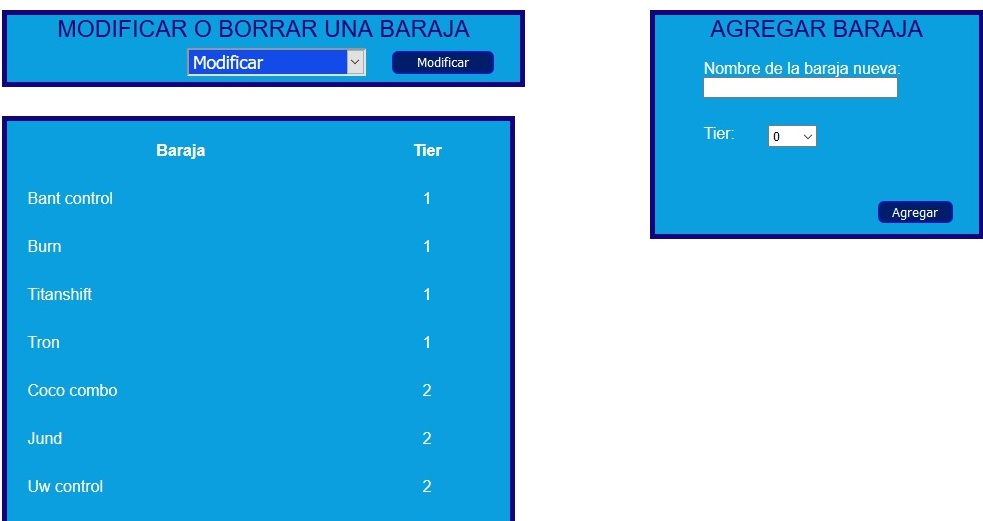 MODIFICAR O BORRAR UNA BARAJA
Modificar
Modificar
Baraja Tier
Bant control 1
Burn 1
Titanshift 1
Tron 1
Coco combo 2
Jund 2
Uw control 2
AGREGAR BARAJA
Nombre de la baraja nueva:
Tier: 0
Agregar